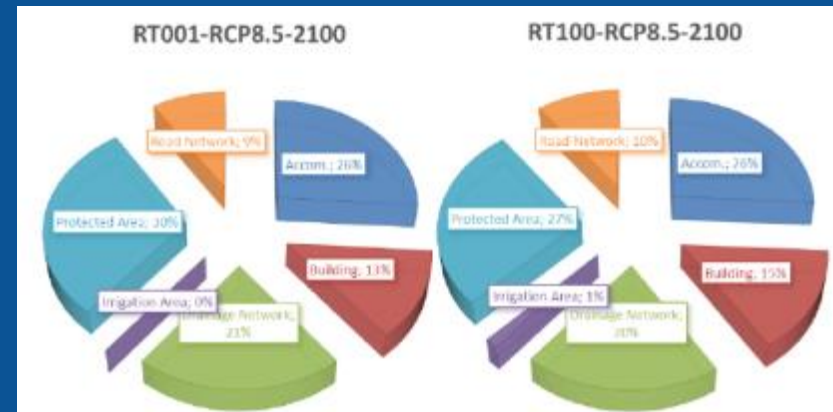 RT001-RCP8.5-2100
Road Network; 9%
Accom.; 26%
Protected Area; 30%
Building; 13%
Irrigation Area; 0%
Drainage Network;
21%
RT100-RCP8.5-2100
Road Network; 10%
Accom.; 26%
Protected Area; 27%
Building; 15%
Irrigation Area; 1%
Drainage Network;
20%